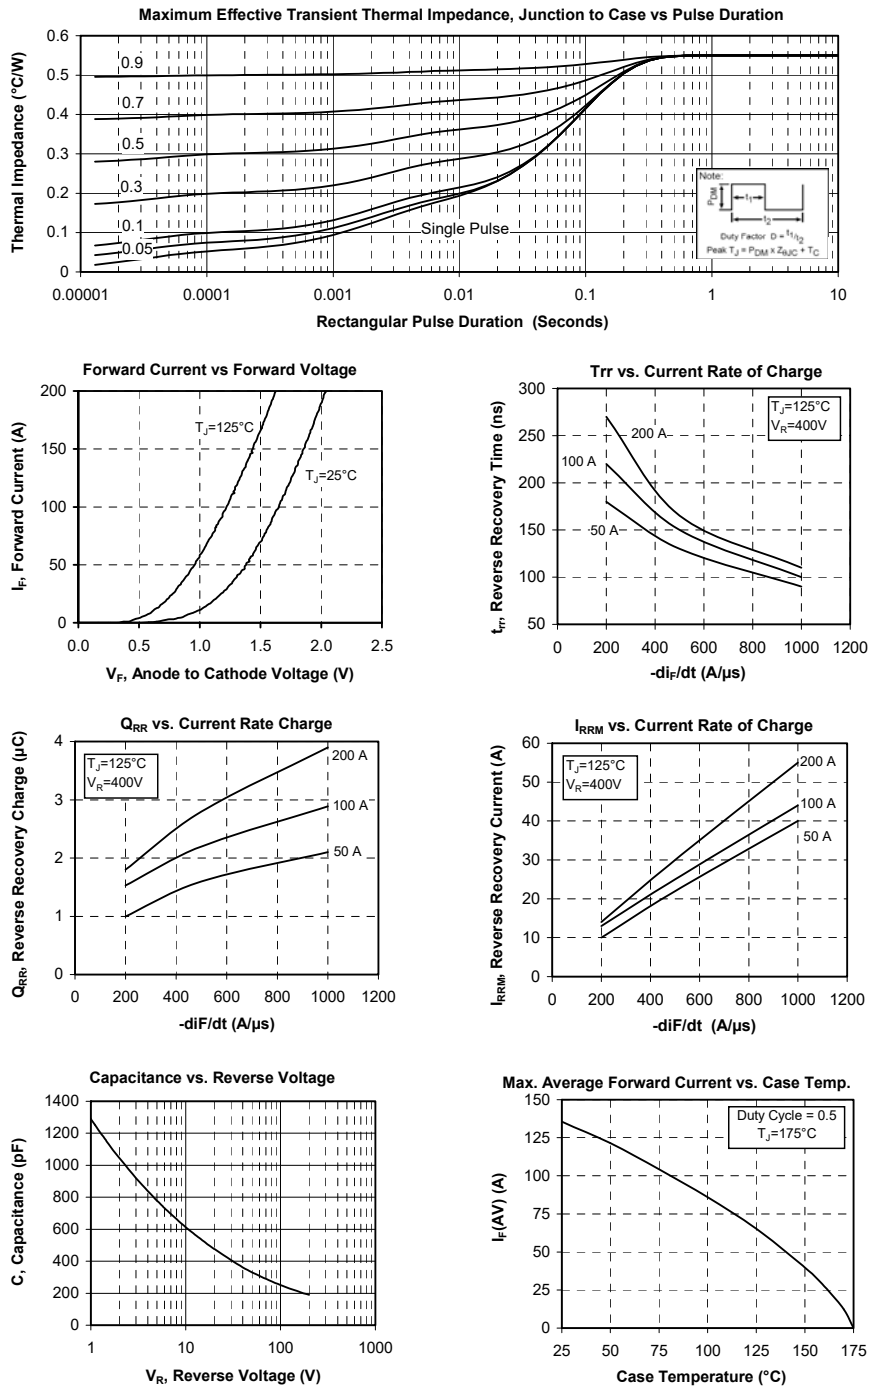 Maximum Effective Transient Thermal Impedance, Junction to Case vs Pulse Duration
Thermal Impedance (°C/W)
0.6
0.5
0.4
0.3
0.2
0.1
0
0.9
0.7
0.5
0.3
0.1
0.05
Single Pulse
Note:
PDM
t1
t2
Duty Factor D = t1/t2
Peak TJ = PDM x ZθJC + TC
0.00001
0.0001
0.001
0.01
0.1
1
10
Rectangular Pulse Duration (Seconds)
Forward Current vs Forward Voltage
IF, Forward Current (A)
200
150
100
50
0
TJ=125°C
TJ=25°C
0.0
0.5
1.0
1.5
2.0
2.5
VF, Anode to Cathode Voltage (V)
Trr vs. Current Rate of Charge
trr, Reverse Recovery Time (ns)
300
250
200
150
100
50
TJ=125°C
VR=400V
200 A
100 A
50 A
0
200
400
600
800
1000
1200
-diF/dt (A/µs)
QRR vs. Current Rate Charge
QRR, Reverse Recovery Charge (µC)
4
3
2
1
0
TJ=125°C
VR=400V
200 A
100 A
50 A
0
200
400
600
800
1000
1200
-diF/dt (A/µs)
IRRM vs. Current Rate of Charge
IRRM, Reverse Recovery Current (A)
60
50
40
30
20
10
0
TJ=125°C
VR=400V
200 A
100 A
50 A
0
200
400
600
800
1000
1200
-diF/dt (A/µs)
Capacitance vs. Reverse Voltage
C, Capacitance (pF)
1400
1200
1000
800
600
400
200
0
1
10
100
1000
VR, Reverse Voltage (V)
Max. Average Forward Current vs. Case Temp.
IF(AV) (A)
150
125
100
75
50
25
0
Duty Cycle = 0.5
TJ=175°C
25
50
75
100
125
150
175
Case Temperature (°C)